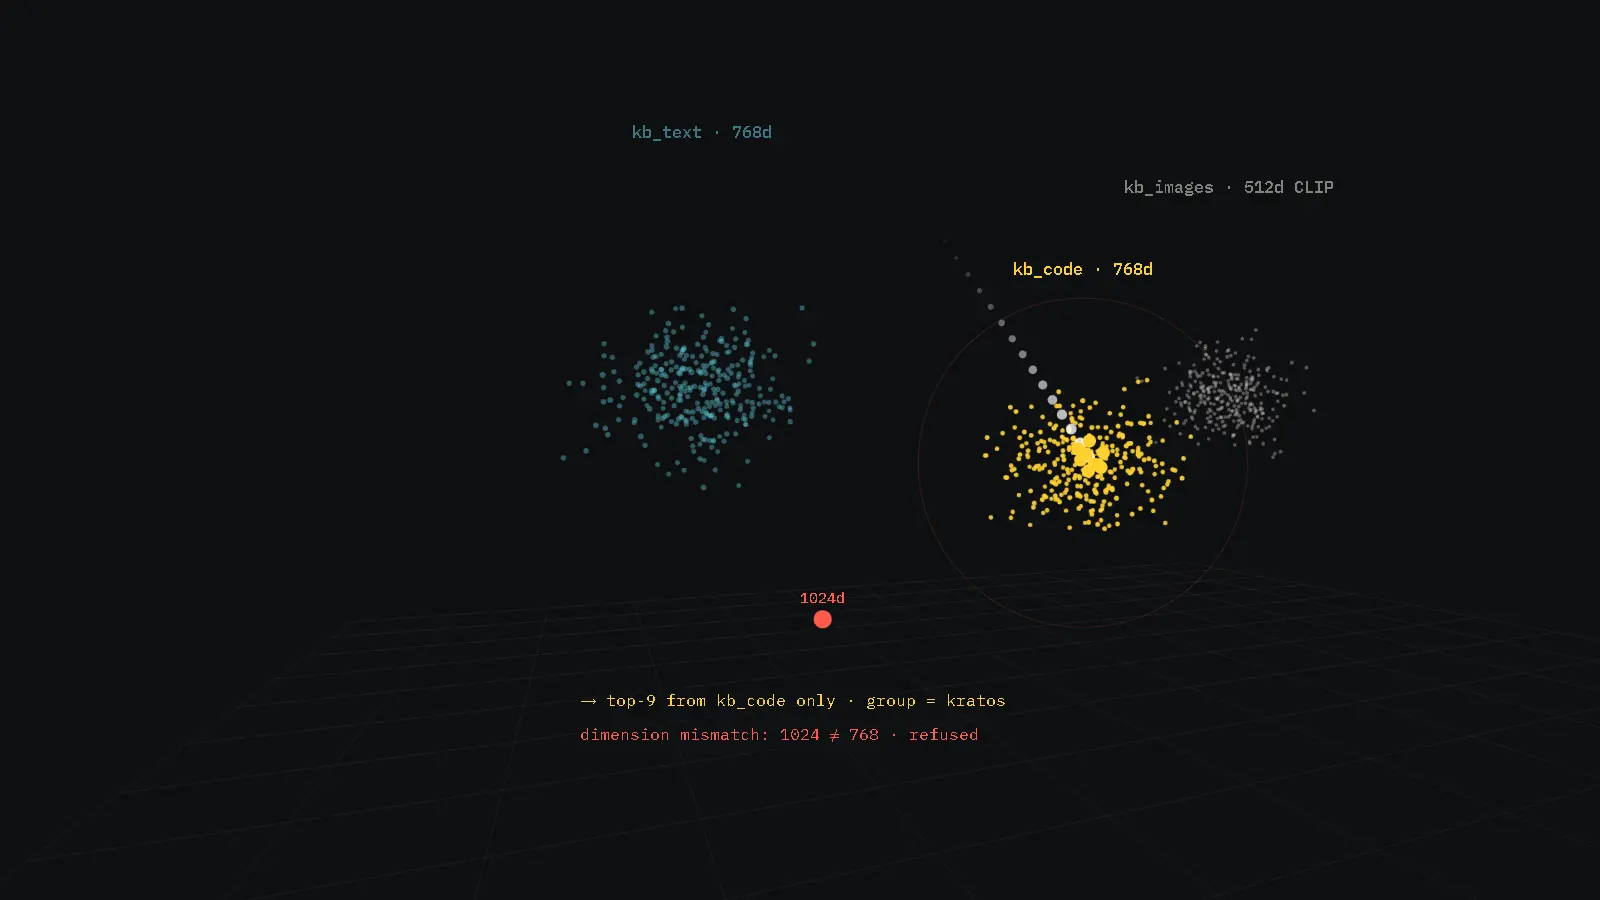 kb_text · 768d
kb_images · 512d CLIP
kb_code · 768d
1024d
→ top-9 from kb_code only · group = kratos
dimension mismatch: 1024 ≠ 768 · refused